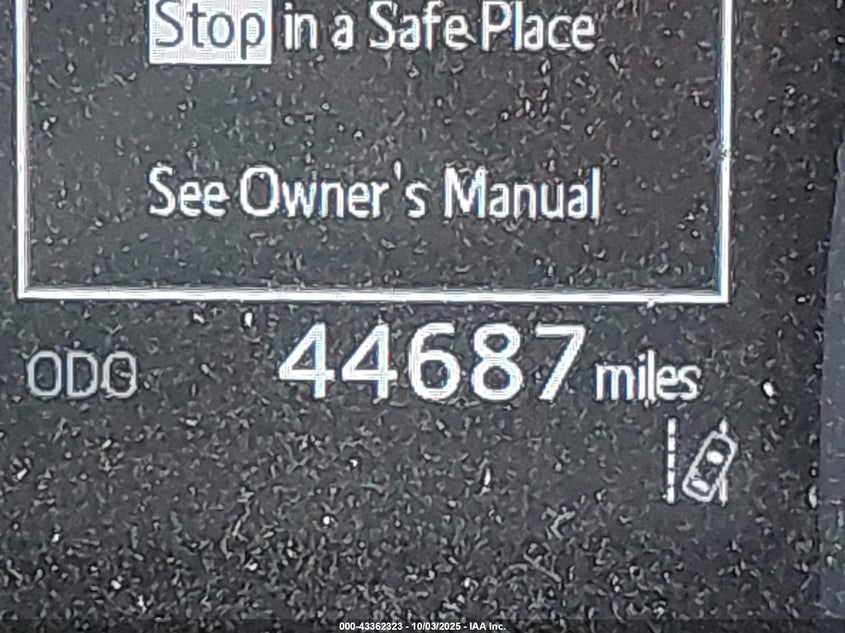 Stop in a Safe Place
See Owner's Manual
ODO 44687 miles
000-43362323 - 10/03/2025 - IAA Inc.